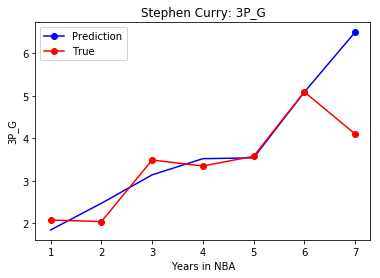 Stephen Curry: 3P_G
Prediction
True
6
5
4
3
2
3P_G
1 2 3 4 5 6 7
Years in NBA